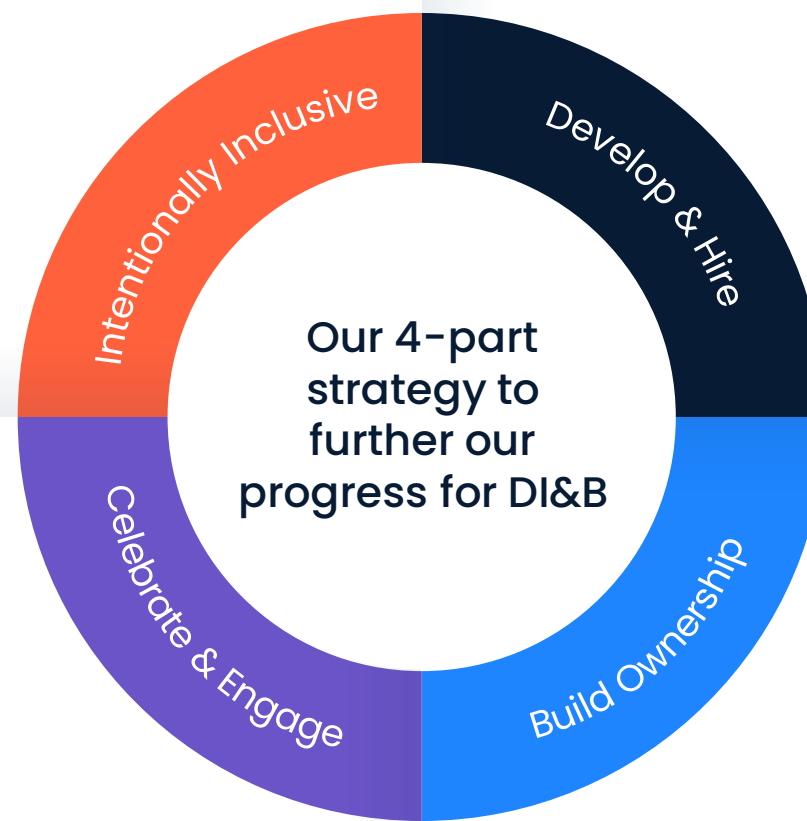 Intentionally Inclusive
Develop & Hire
Our 4-part
strategy to
further our
progress for DI&B
Celebrate & Engage
Build Ownership